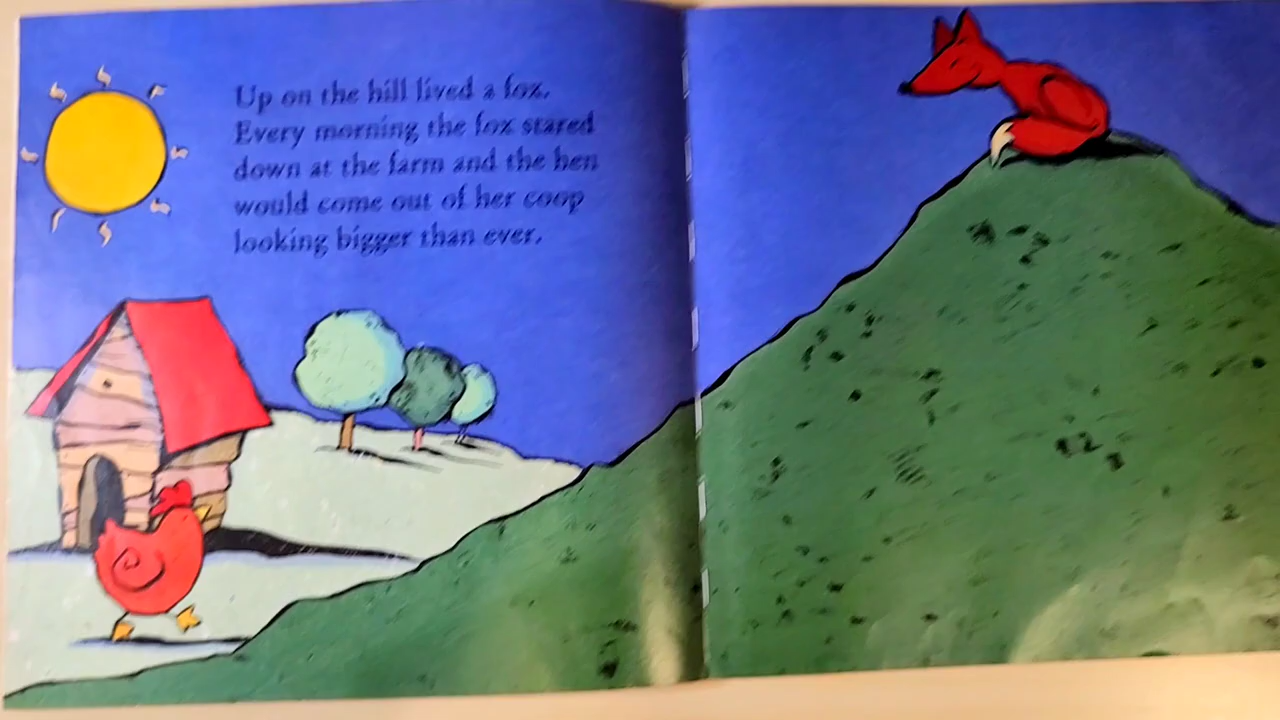 Up on the hill lived a fox.
Every morning the fox stared
down at the farm and the hen
would come out of her coop
looking bigger than ever.